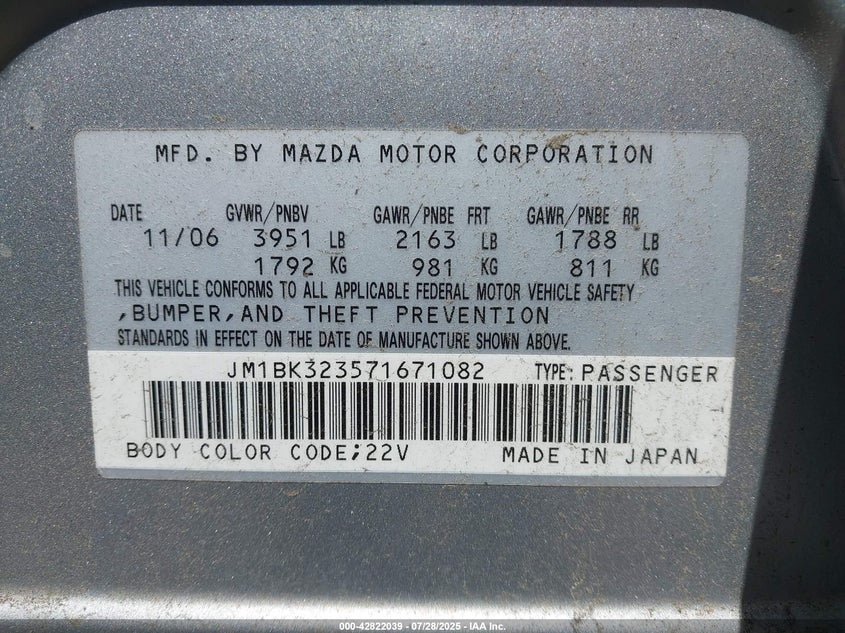 MFD. BY MAZDA MOTOR CORPORATION
DATE GVWR/PNBV GAWR/PNBE FRT GAWR/PNBE RR
11/06 3951 LB 2163 LB 1788 LB
1792 KG 981 KG 811 KG
THIS VEHICLE CONFORMS TO ALL APPLICABLE FEDERAL MOTOR VEHICLE SAFETY
,BUMPER,AND THEFT PREVENTION
STANDARDS IN EFFECT ON THE DATE OF MANUFACTURE SHOWN ABOVE.
JM1BK323571671082 TYPE: PASSENGER
BODY COLOR CODE;22V MADE IN JAPAN
000-42822039 - 07/28/2025 - IAA Inc.